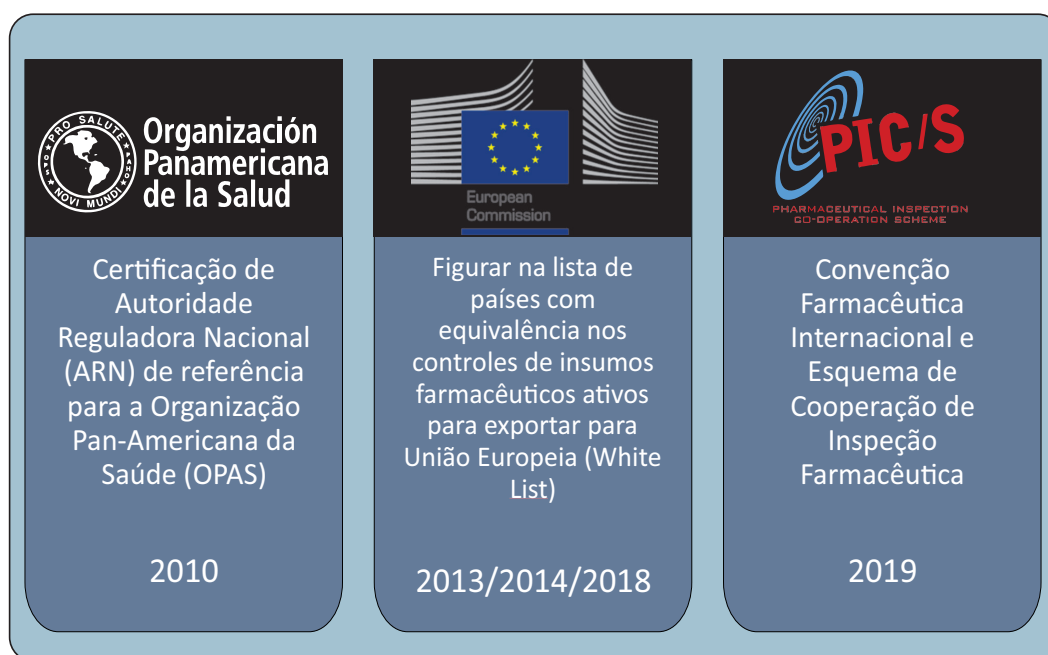 PRO SALUTE
NOVI MUNDI
Organización
Panamericana
de la Salud
Certificação de
Autoridade
Reguladora Nacional
(ARN) de referência
para a Organização
Pan-Americana da
Saúde (OPAS)
2010
European
Commission
Figurar na lista de
países com
equivalência nos
controles de insumos
farmacêuticos ativos
para exportar para
União Europeia (White
List)
2013/2014/2018
PIC/S
PHARMACEUTICAL INSPECTION
CO-OPERATION SCHEME
Convenção
Farmacêutica
Internacional e
Esquema de
Cooperação de
Inspeção
Farmacêutica
2019